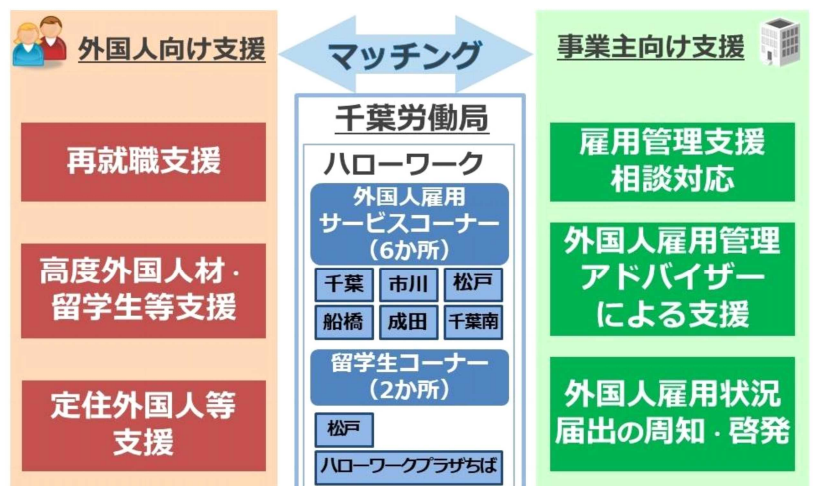 外国人向け支援
再就職支援
高度外国人材・
留学生等支援
定住外国人等
支援
マッチング
千葉労働局
ハローワーク
外国人雇用
サービスコーナー
（6か所）
千葉 市川 松戸
船橋 成田 千葉南
留学生コーナー
（2か所）
松戸
ハローワークプラザちば
事業主向け支援
雇用管理支援
相談対応
外国人雇用管理
アドバイザー
による支援
外国人雇用状況
届出の周知・啓発